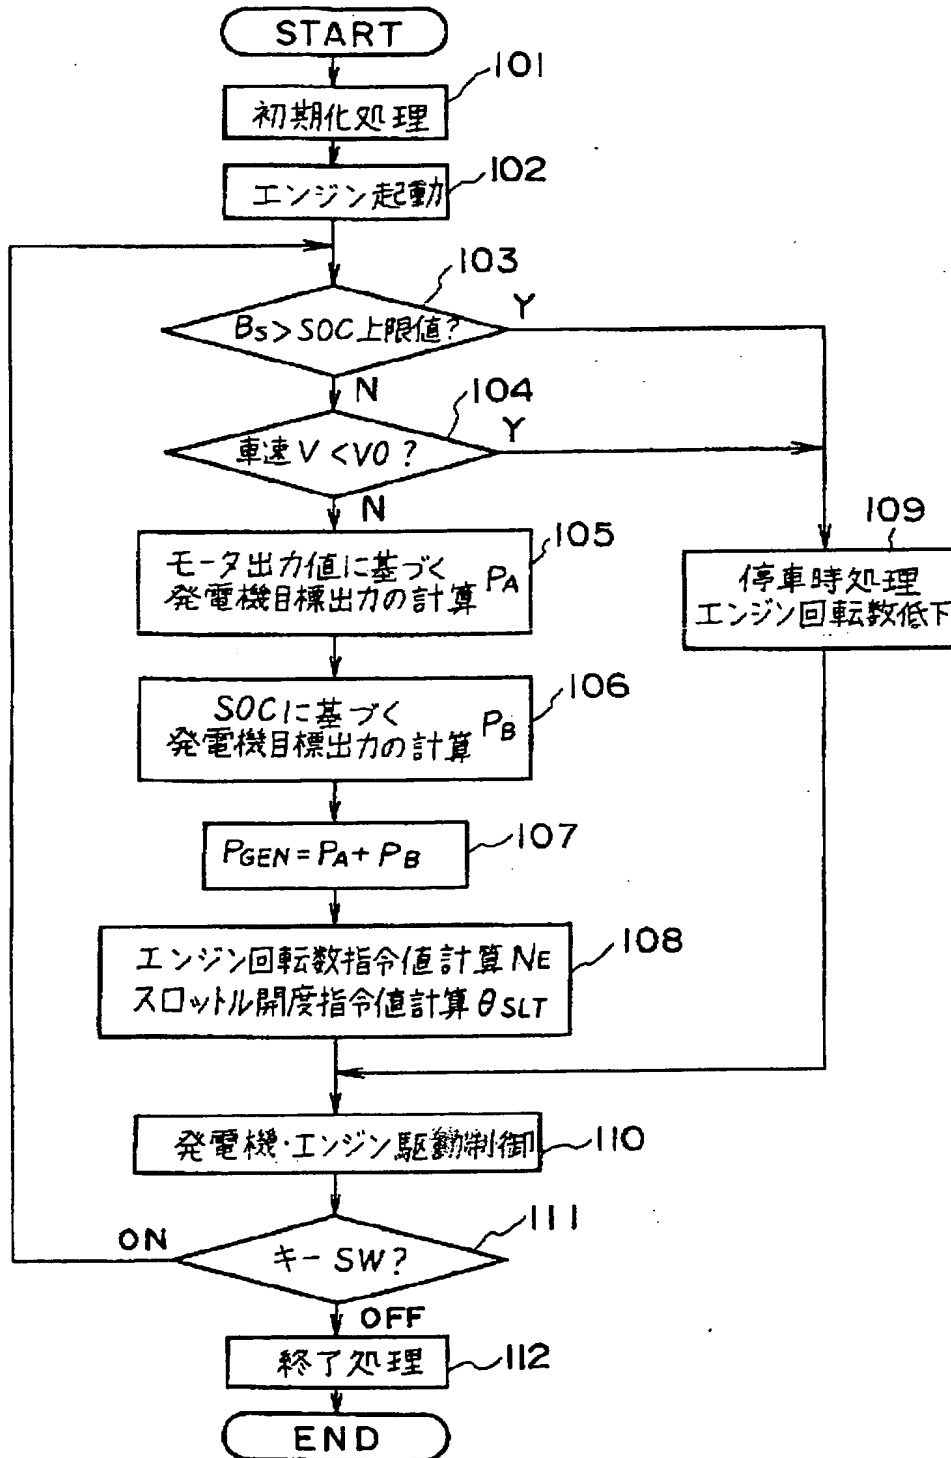 START
101
初期化処理
102
エンジン起動
103
BS>SOC上限値?
Y
N
104
車速V<VO?
Y
N
105
モータ出力値に基づく
発電機目標出力の計算 PA
106
SOCに基づく
発電機目標出力の計算 PB
107
PGEN=PA+PB
108
エンジン回転数指令値計算 NE
スロットル開度指令値計算 θSLT
109
停車時処理
エンジン回転数低下
110
発電機・エンジン駆動制御
111
キーSW?
ON
OFF
112
終了処理
END